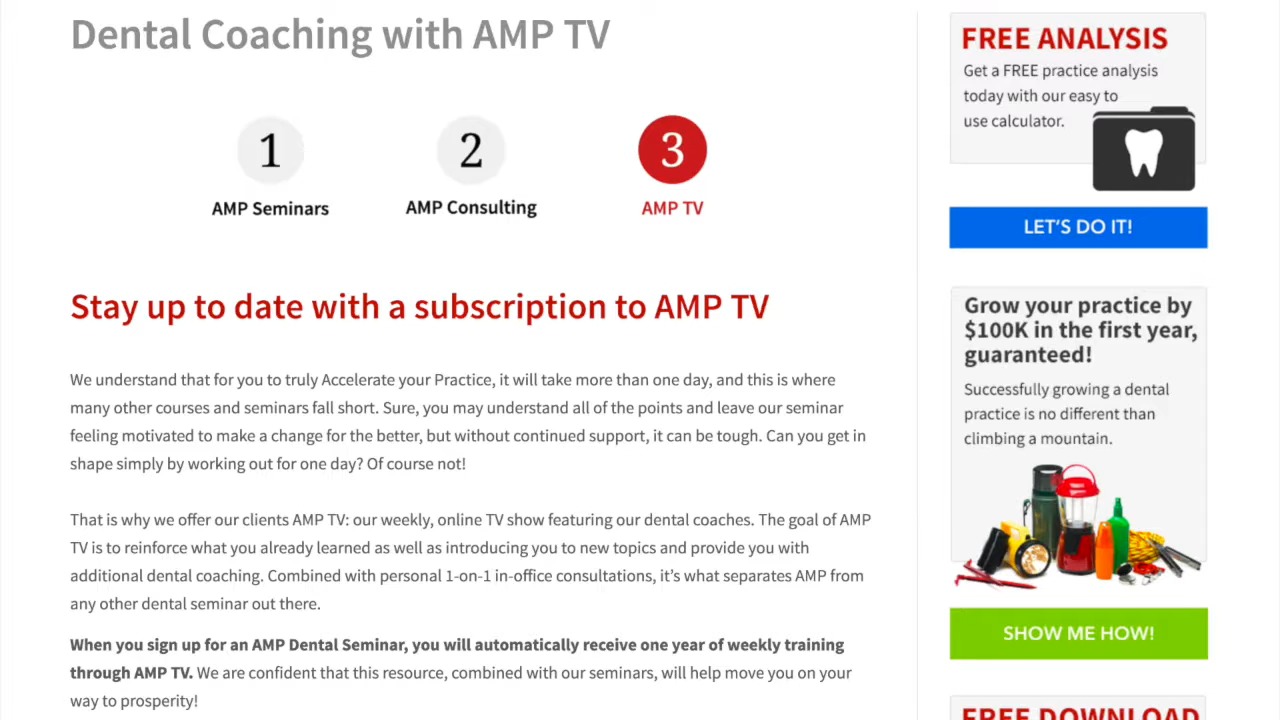 Dental Coaching with AMP TV
1
2
3
AMP Seminars
AMP Consulting
AMP TV
Stay up to date with a subscription to AMP TV
We understand that for you to truly Accelerate your Practice, it will take more than one day, and this is where
many other courses and seminars fall short. Sure, you may understand all of the points and leave our seminar
feeling motivated to make a change for the better, but without continued support, it can be tough. Can you get in
shape simply by working out for one day? Of course not!
That is why we offer our clients AMP TV: our weekly, online TV show featuring our dental coaches. The goal of AMP
TV is to reinforce what you already learned as well as introducing you to new topics and provide you with
additional dental coaching. Combined with personal 1-on-1 in-office consultations, it's what separates AMP from
any other dental seminar out there.
When you sign up for an AMP Dental Seminar, you will automatically receive one year of weekly training
through AMP TV. We are confident that this resource, combined with our seminars, will help move you on your
way to prosperity!
FREE ANALYSIS
Get a FREE practice analysis
today with our easy to
use calculator.
LET'S DO IT!
Grow your practice by
$100K in the first year,
guaranteed!
Successfully growing a dental
practice is no different than
climbing a mountain.
SHOW ME HOW!
FREE DOWNLOAD